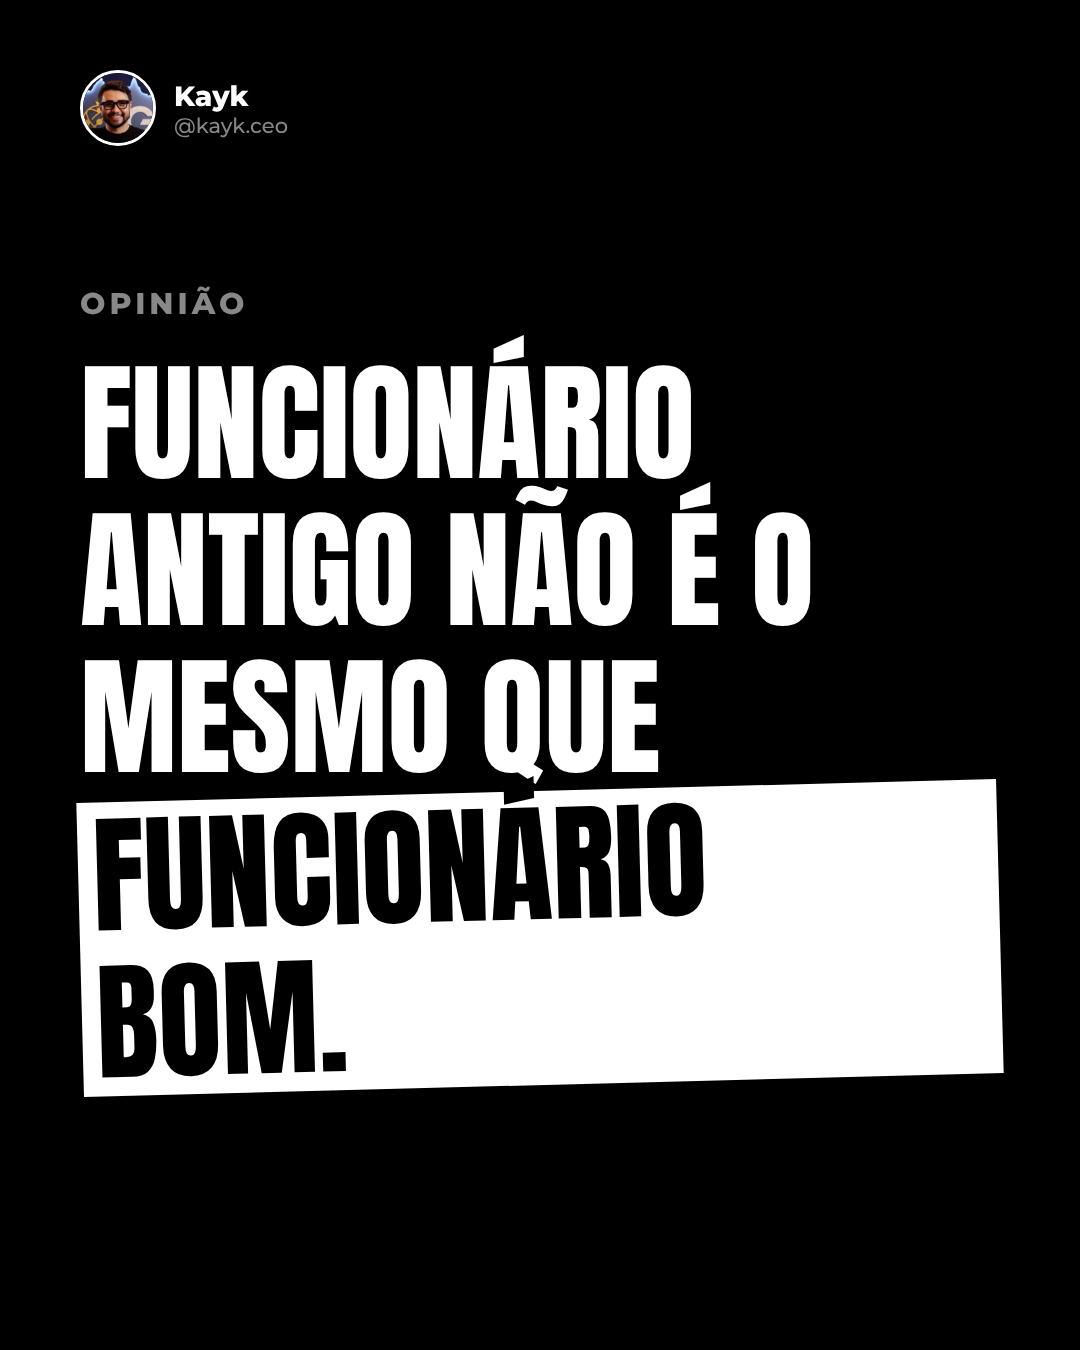 Kayk
@kayk.ceo
OPINIÃO
FUNCIONÁRIO
ANTIGO NÃO É O
MESMO QUE
FUNCIONÁRIO
BOM.